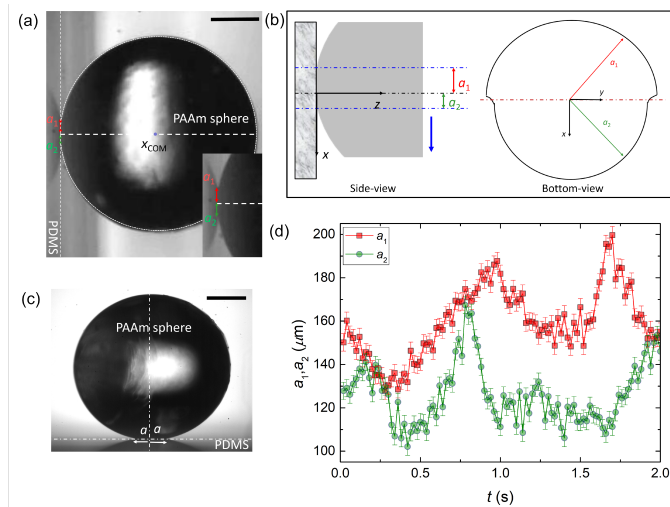 (a)
PAAm sphere
a₁
a₂
x_COM
a₁
a₂
PDMS
(b)
a₁
a₂
z
x
Side-view
a₁
y
x
a₂
Bottom-view
(c)
PAAm sphere
a a
PDMS
(d)
a₁
a₂
200
180
160
140
120
100
a₁,a₂ (μm)
0.0 0.5 1.0 1.5 2.0
t (s)